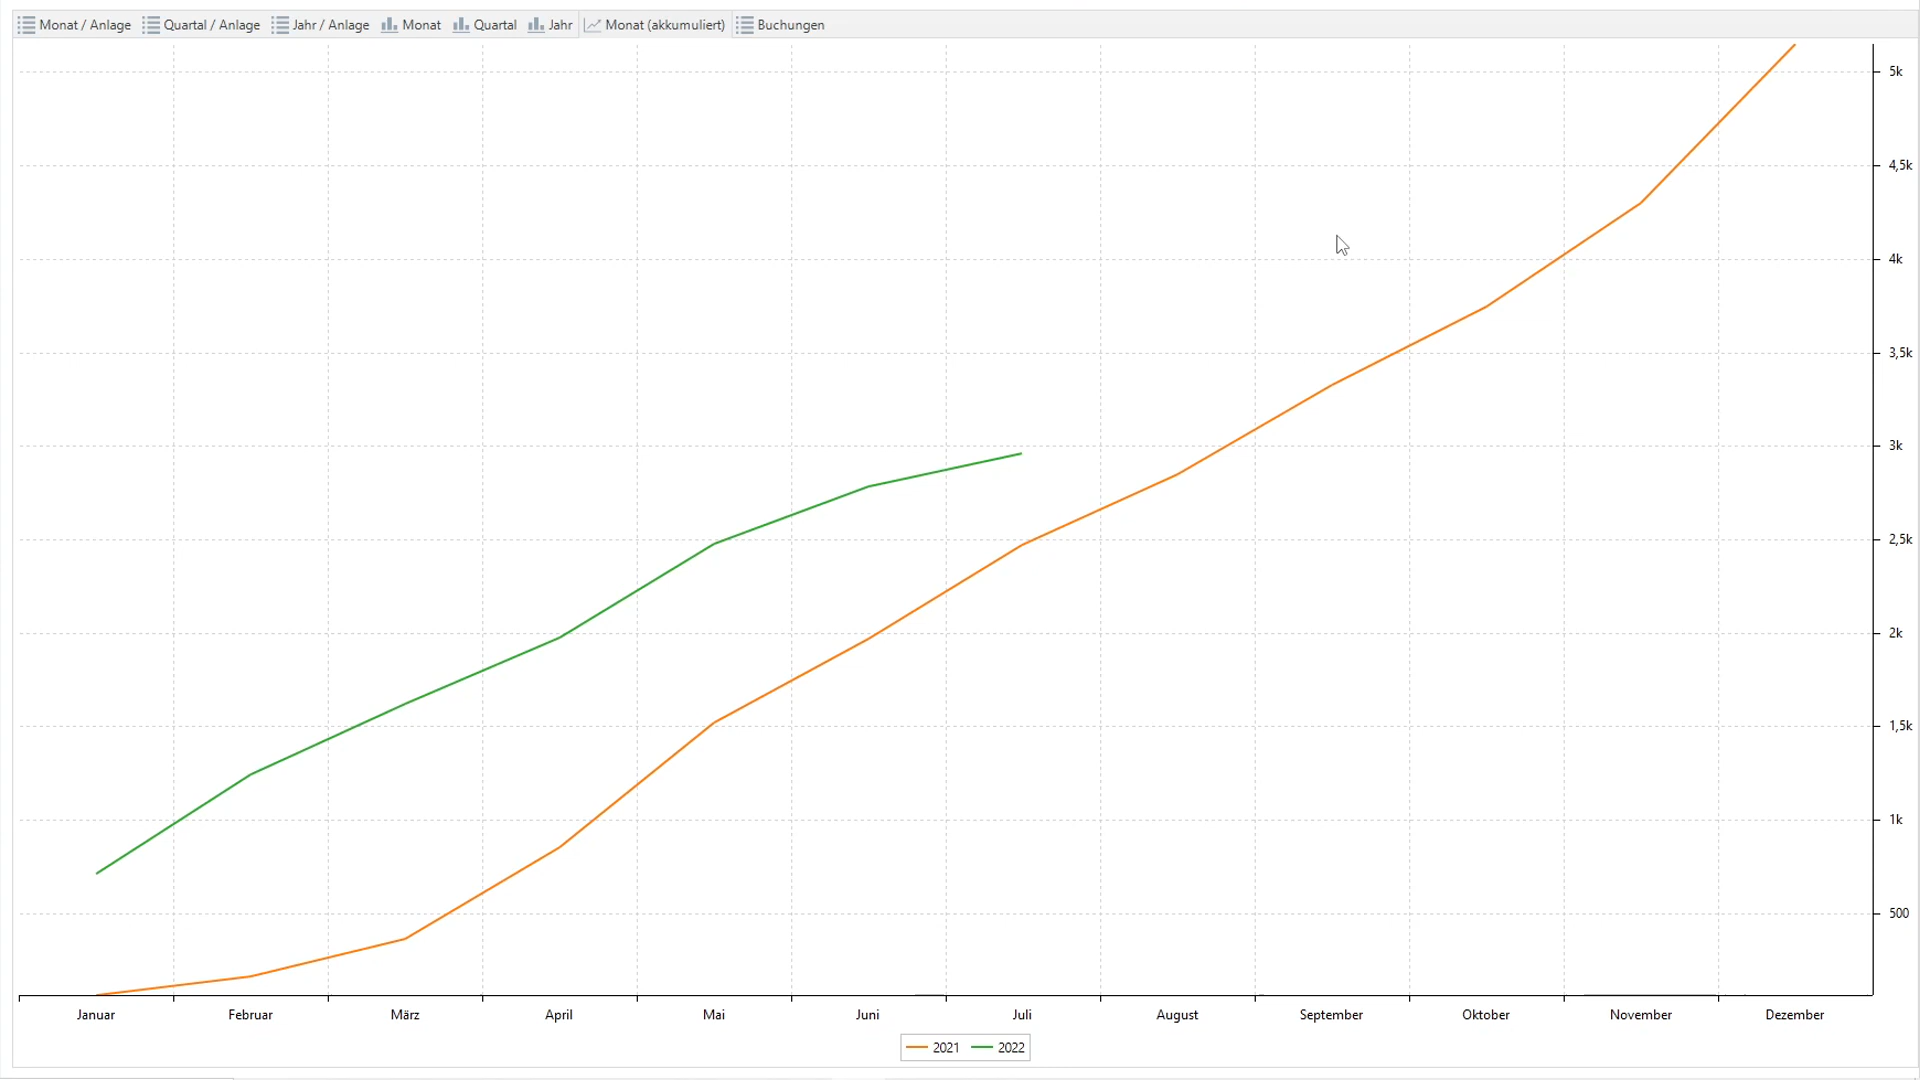 Monat / Anlage Quartal / Anlage Jahr / Anlage Monat Quartal Jahr Monat (akkumuliert) Buchungen
5k
4,5k
4k
3,5k
3k
2,5k
2k
1,5k
1k
500
Januar Februar März April Mai Juni Juli August September Oktober November Dezember
2021 2022